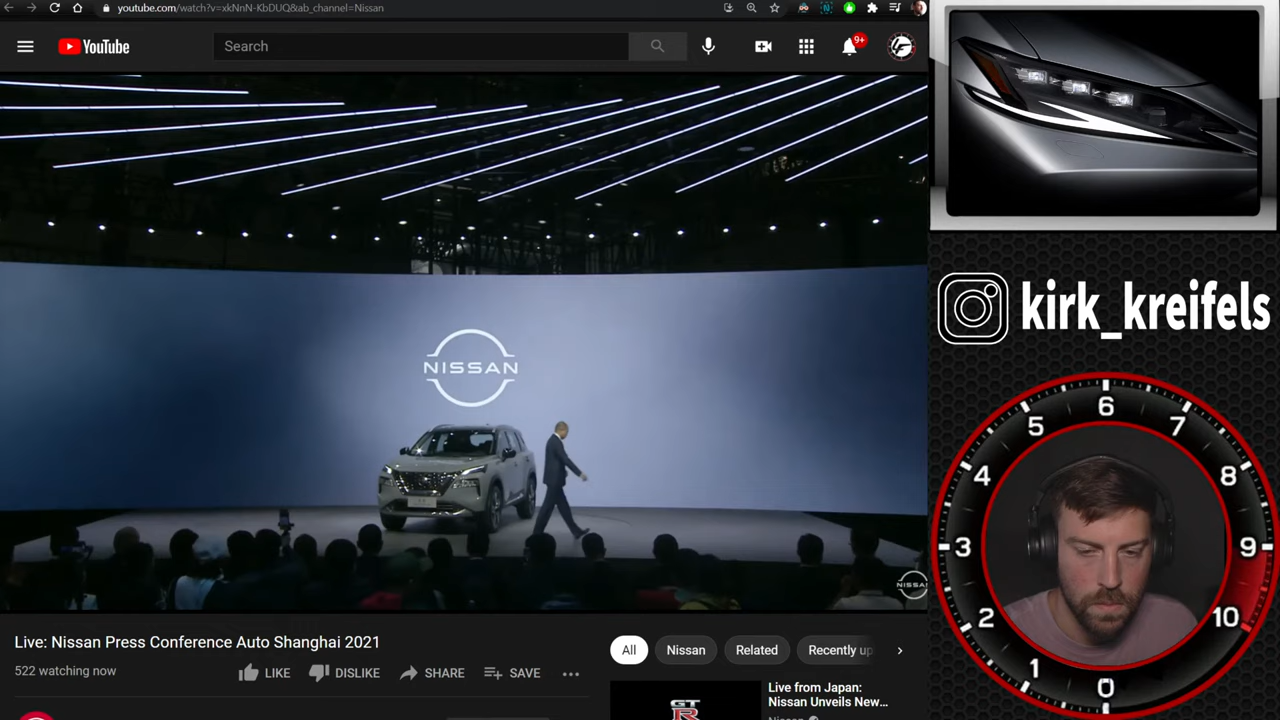 youtube.com/watch?v=xkNnN-KbDUQ&ab_channel=Nissan
YouTube
Search
9+
NISSAN
NISSAN
Live: Nissan Press Conference Auto Shanghai 2021
522 watching now
LIKE
DISLIKE
SHARE
SAVE
All
Nissan
Related
Recently up
GT
Live from Japan:
Nissan Unveils New…
kirk_kreifels
0
1
2
3
4
5
6
7
8
9
10